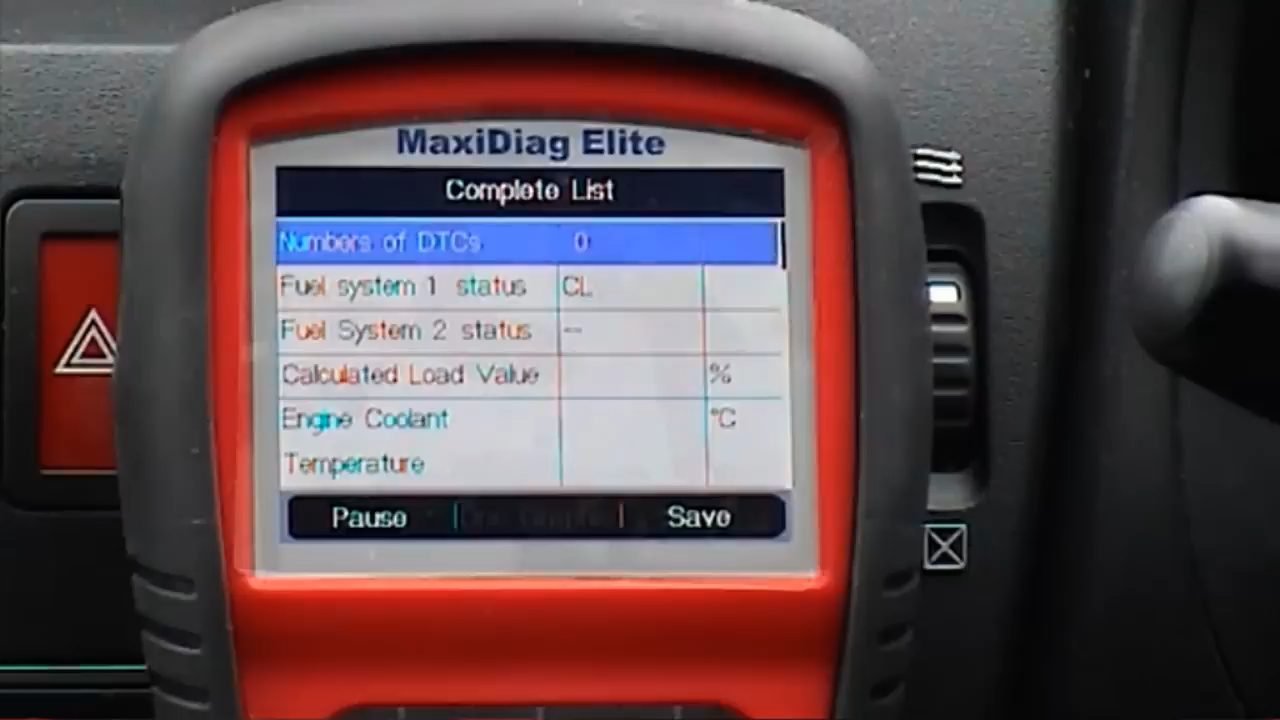 MaxiDiag Elite
Complete List
Numbers of DTCs 0
Fuel system 1 status CL
Fuel System 2 status --
Calculated Load Value %
Engine Coolant °C
Temperature
Pause One Graph Save